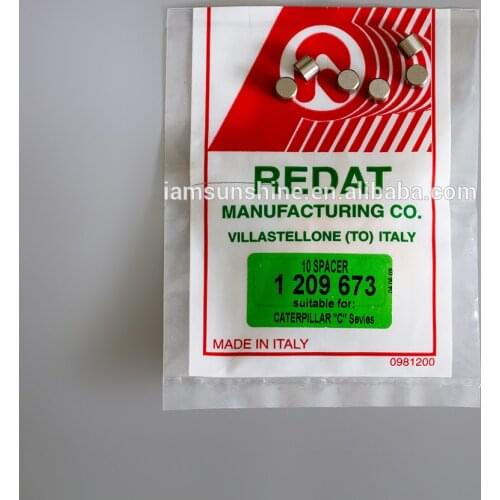 REDAT
iamsunshine.en.alibaba.com
MANUFACTURING CO.
VILLASTELLONE (TO) ITALY
10 SPACER
1 209 673
suitable for:
CATERPILLAR "C" Sevies
MADE IN ITALY
0981200